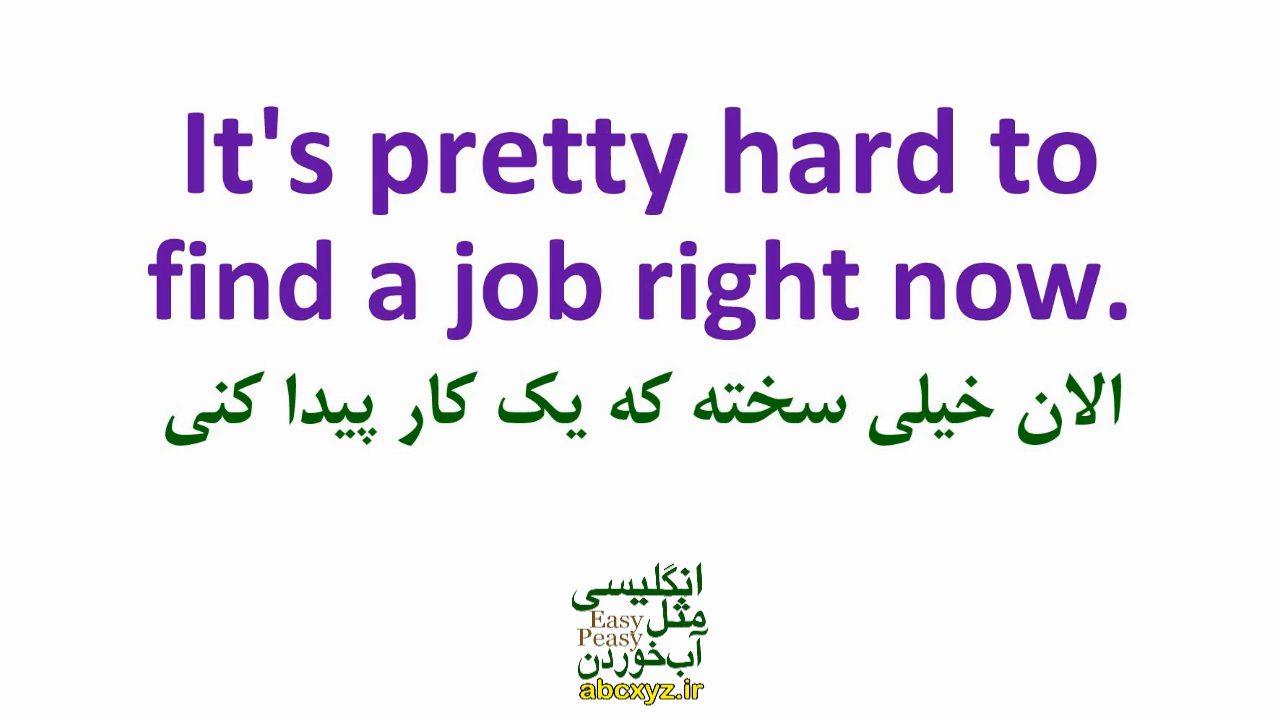 It's pretty hard to
find a job right now.
الان خیلی سخته که یک کار پیدا کنی
انگلیسی
مثل
Easy
Peasy
آب‌خوردن
abcxyz.ir